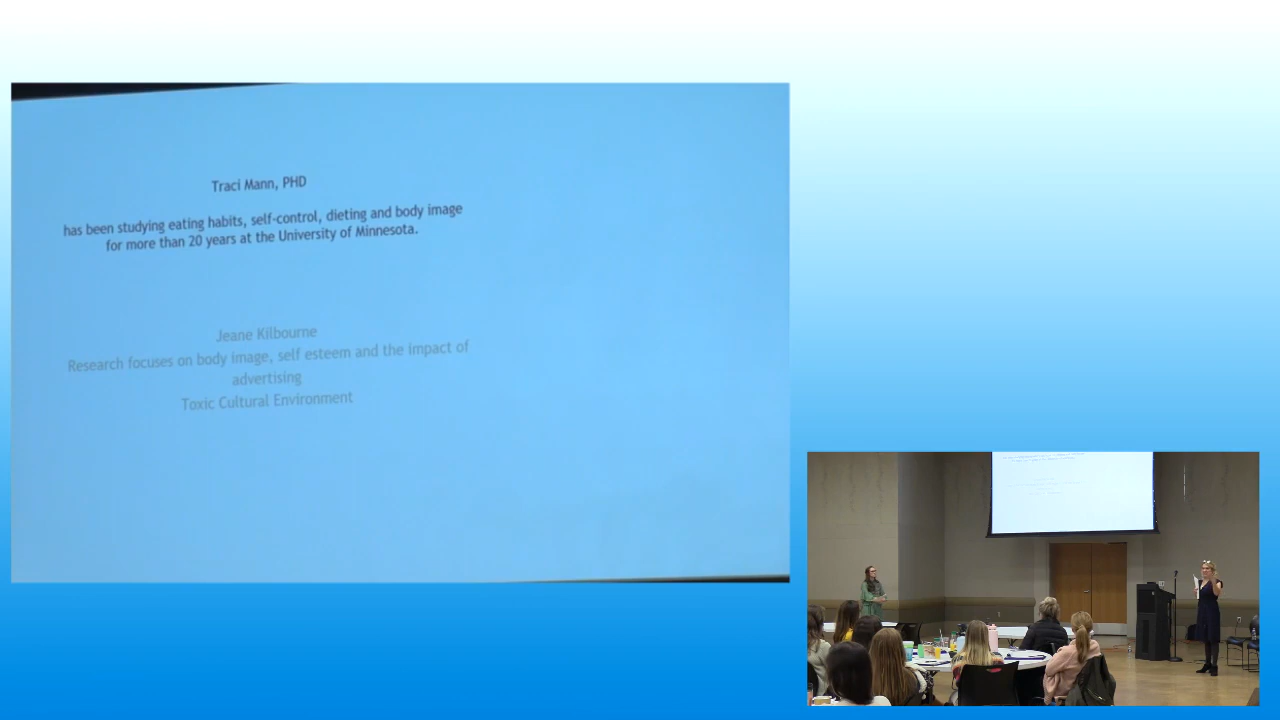 Traci Mann, PHD
has been studying eating habits, self-control, dieting and body image
for more than 20 years at the University of Minnesota.
Jeane Kilbourne
Research focuses on body image, self esteem and the impact of
advertising
Toxic Cultural Environment